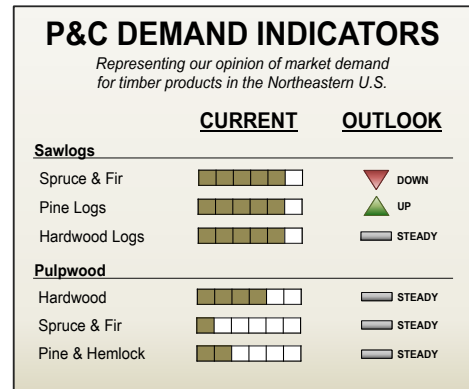 P&C DEMAND INDICATORS
Representing our opinion of market demand
for timber products in the Northeastern U.S.
CURRENT OUTLOOK
Sawlogs
Spruce & Fir DOWN
Pine Logs UP
Hardwood Logs STEADY
Pulpwood
Hardwood STEADY
Spruce & Fir STEADY
Pine & Hemlock STEADY